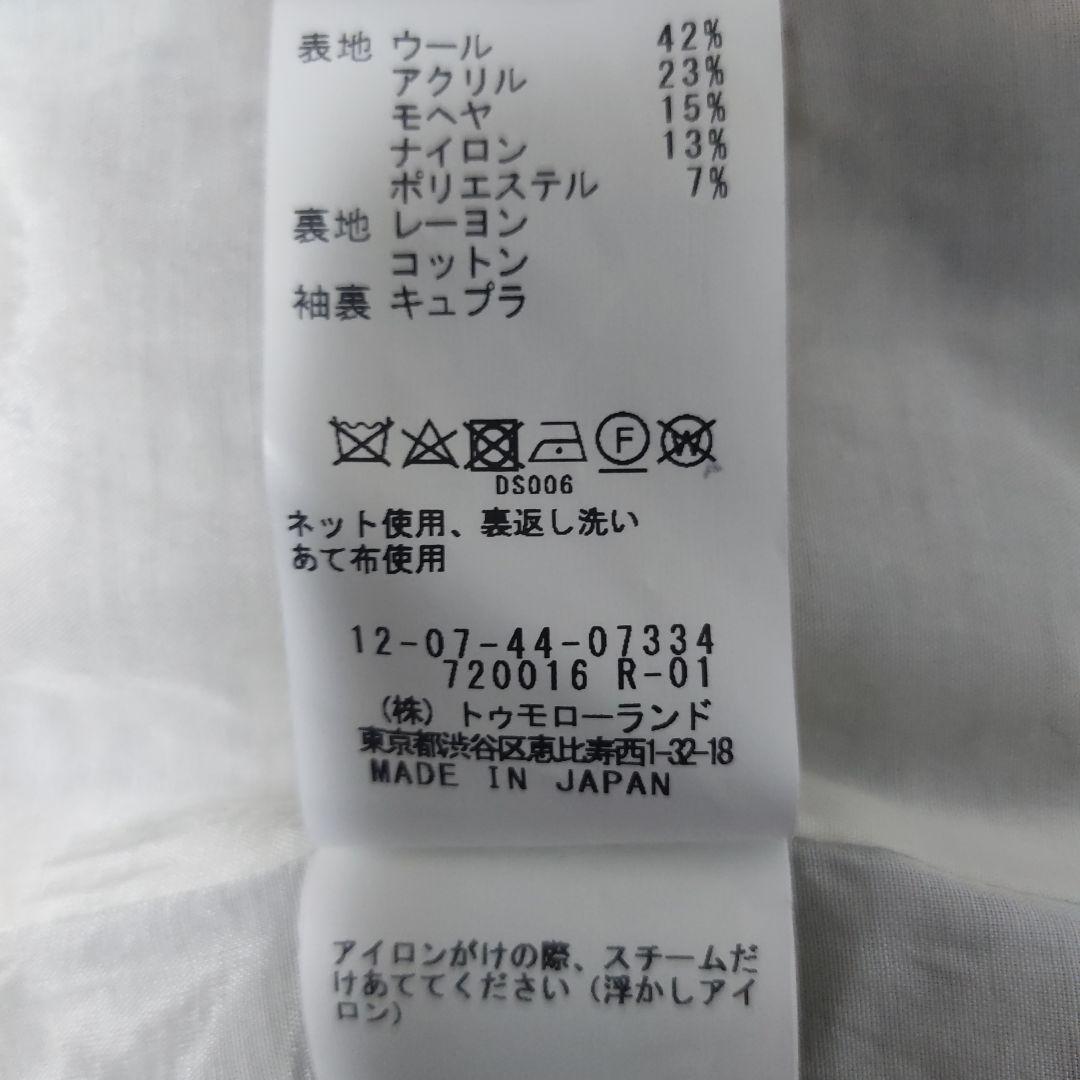 表地 ウール 42%
アクリル 23%
モヘヤ 15%
ナイロン 13%
ポリエステル 7%
裏地 レーヨン
コットン
袖裏 キュプラ
F W
DS006
ネット使用、裏返し洗い
あて布使用
12-07-44-07334
720016 R-01
(株) トゥモローランド
東京都渋谷区恵比寿西1-32-18
MADE IN JAPAN
アイロンがけの際、スチームだ
けあててください (浮かしアイ
ロン)